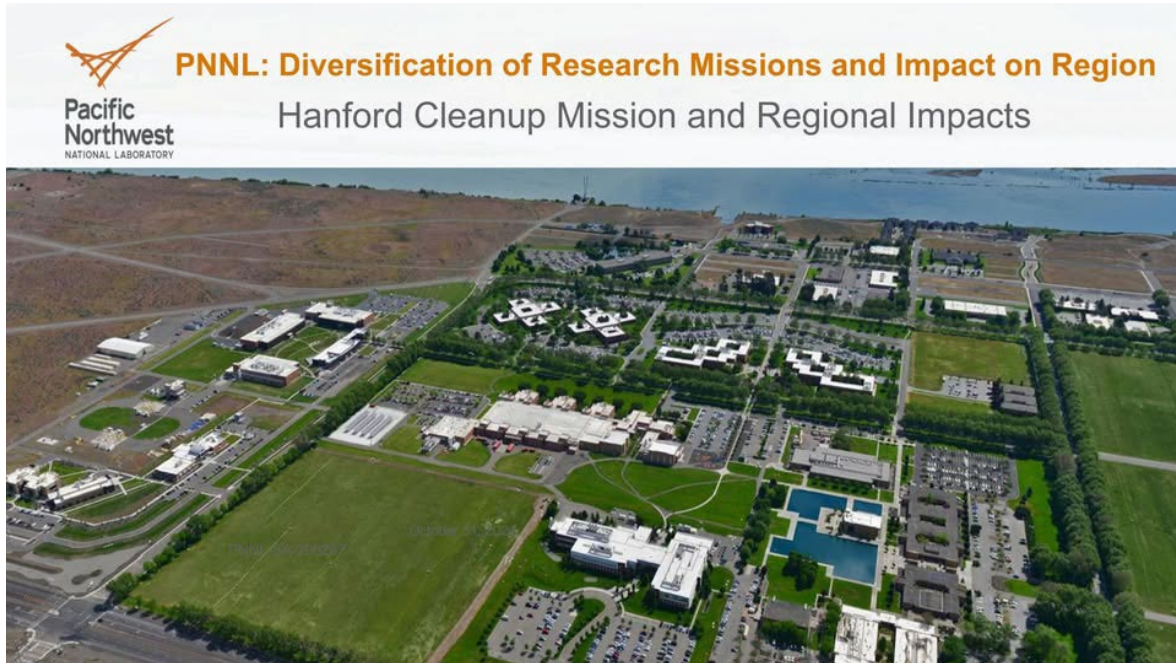 PNNL: Diversification of Research Missions and Impact on Region
Hanford Cleanup Mission and Regional Impacts
Pacific
Northwest
NATIONAL LABORATORY